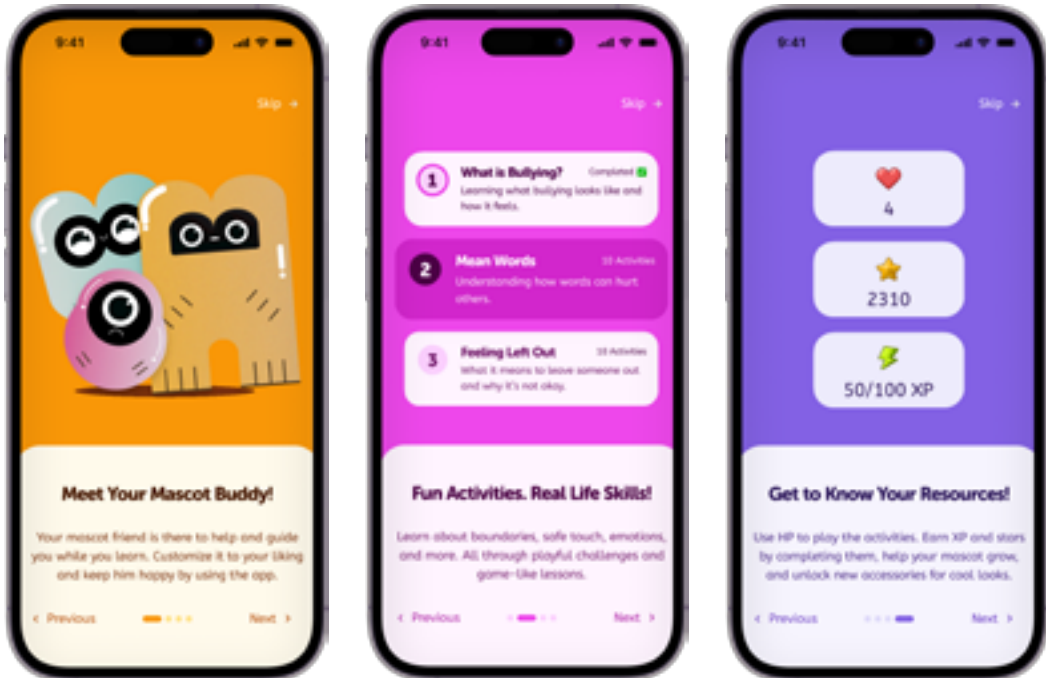 9:41
Skip →
Meet Your Mascot Buddy!
Your mascot friend is there to help and guide
you while you learn. Customize it to your liking
and keep him happy by using the app.
‹ Previous
Next ›
9:41
Skip →
1
What is Bullying?
Completed ✅
Learning what bullying looks like and
how it feels.
2
Mean Words
10 Activities
Understanding how words can hurt
others.
3
Feeling Left Out
10 Activities
What it means to leave someone out
and why it's not okay.
Fun Activities. Real Life Skills!
Learn about boundaries, safe touch, emotions,
and more. All through playful challenges and
game-like lessons.
‹ Previous
Next ›
9:41
Skip →
4
2310
50/100 XP
Get to Know Your Resources!
Use HP to play the activities. Earn XP and stars
by completing them, help your mascot grow,
and unlock new accessories for cool looks.
‹ Previous
Next ›